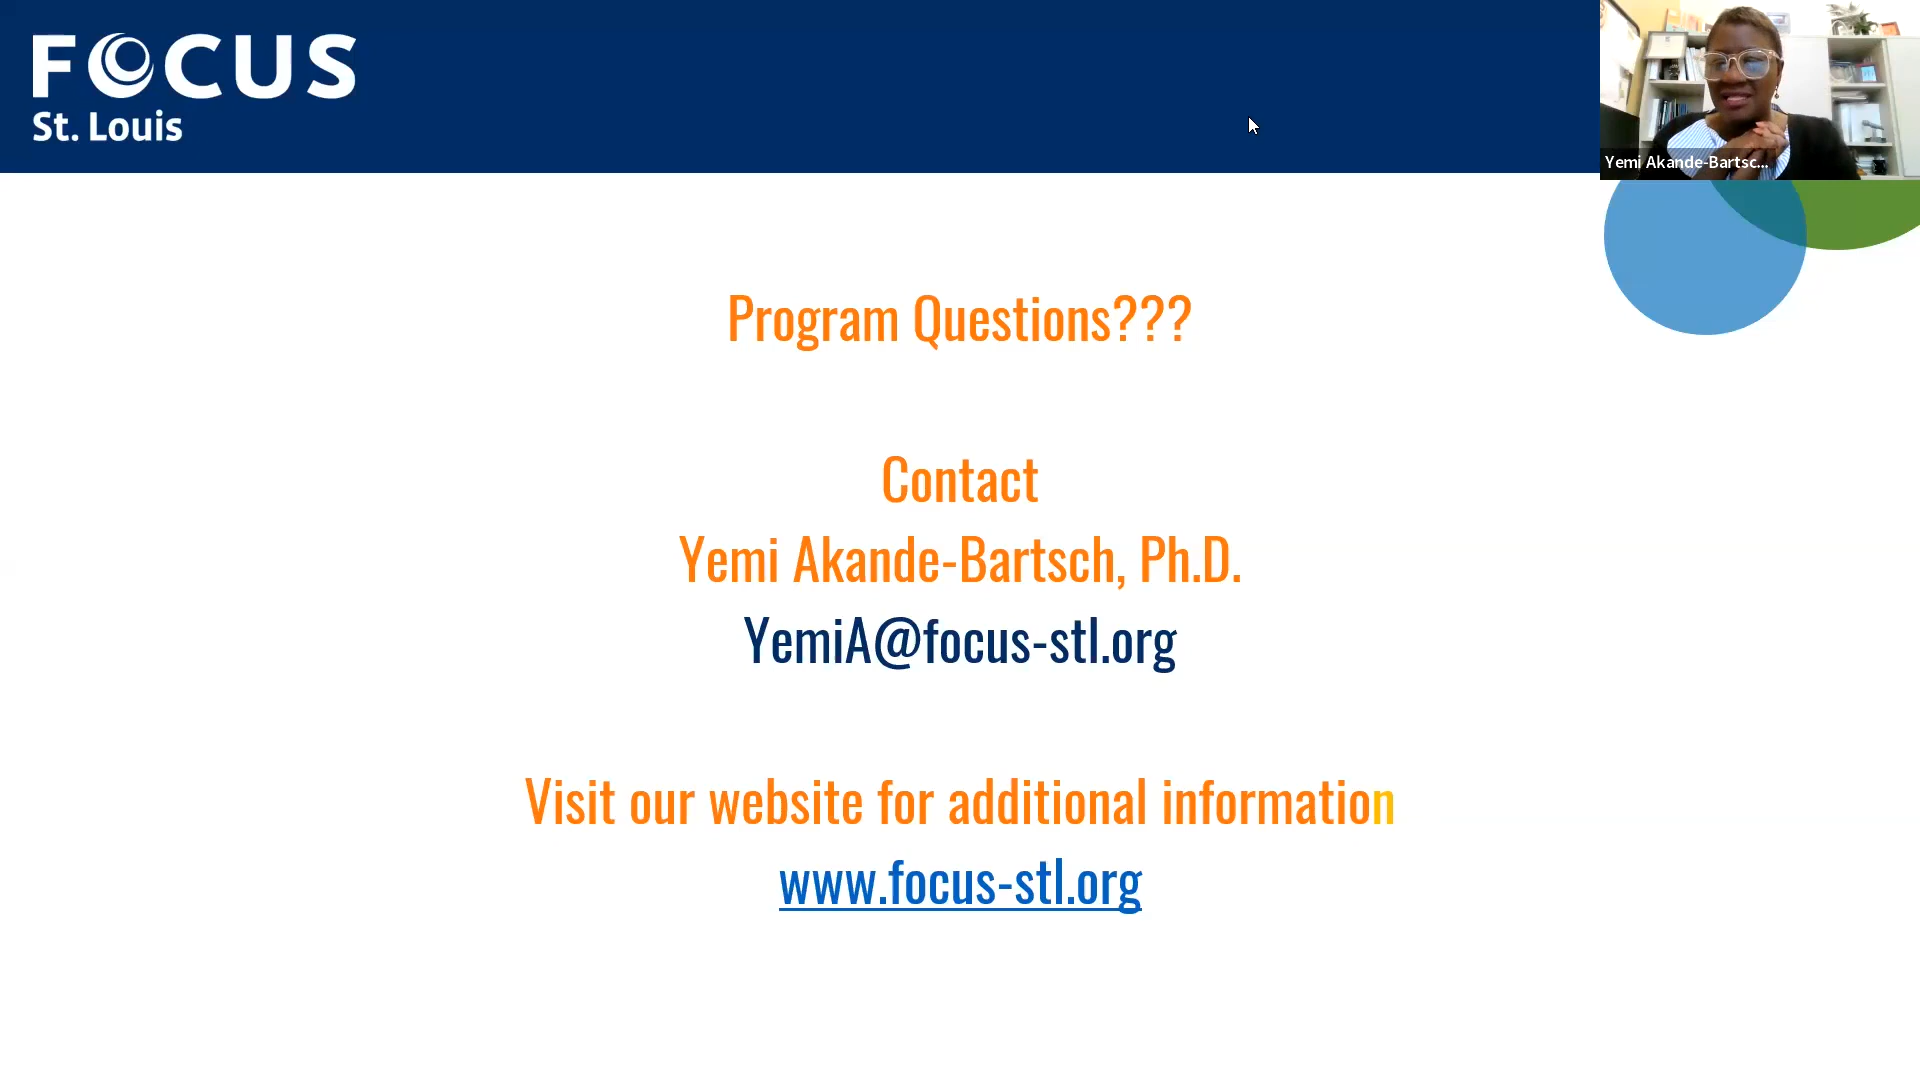 FOCUS
St. Louis
Yemi Akande-Bartsc...
Program Questions???
Contact
Yemi Akande-Bartsch, Ph.D.
YemiA@focus-stl.org
Visit our website for additional information
www.focus-stl.org